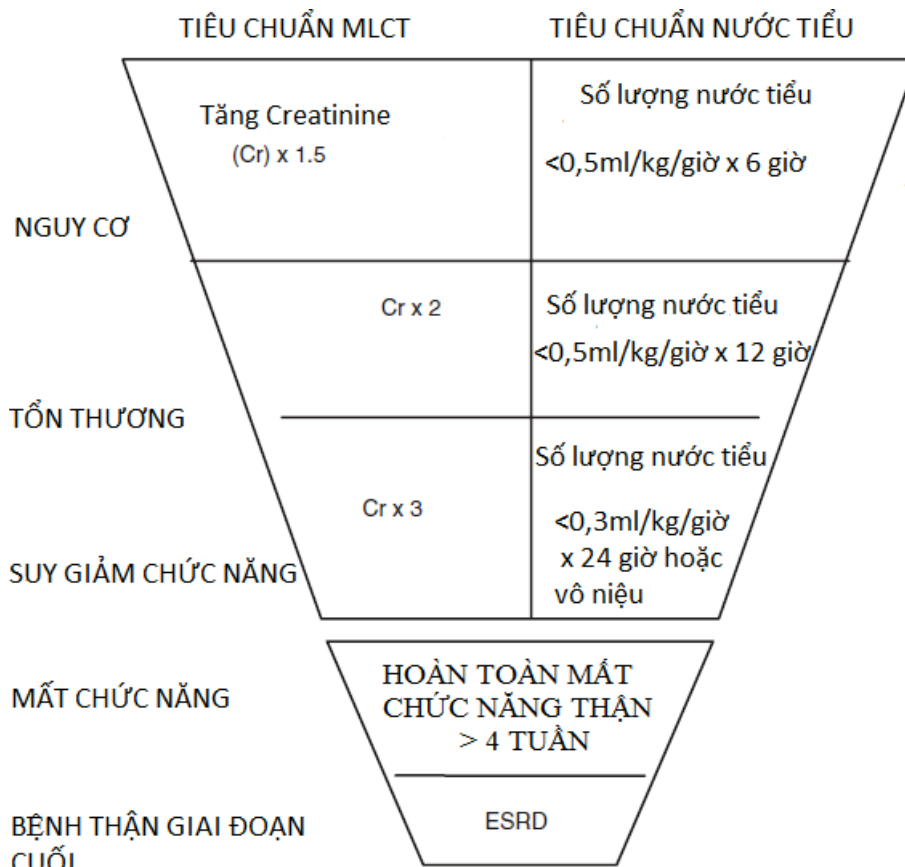 TIÊU CHUẨN MLCT
TIÊU CHUẨN NƯỚC TIỂU
Tăng Creatinine
(Cr) x 1.5
Số lượng nước tiểu
<0,5ml/kg/giờ x 6 giờ
NGUY CƠ
Cr x 2
Số lượng nước tiểu
<0,5ml/kg/giờ x 12 giờ
TỔN THƯƠNG
Cr x 3
Số lượng nước tiểu
<0,3ml/kg/giờ
x 24 giờ hoặc
vô niệu
SUY GIẢM CHỨC NĂNG
MẤT CHỨC NĂNG
HOÀN TOÀN MẤT
CHỨC NĂNG THẬN
> 4 TUẦN
BỆNH THẬN GIAI ĐOẠN
CUỐI
ESRD